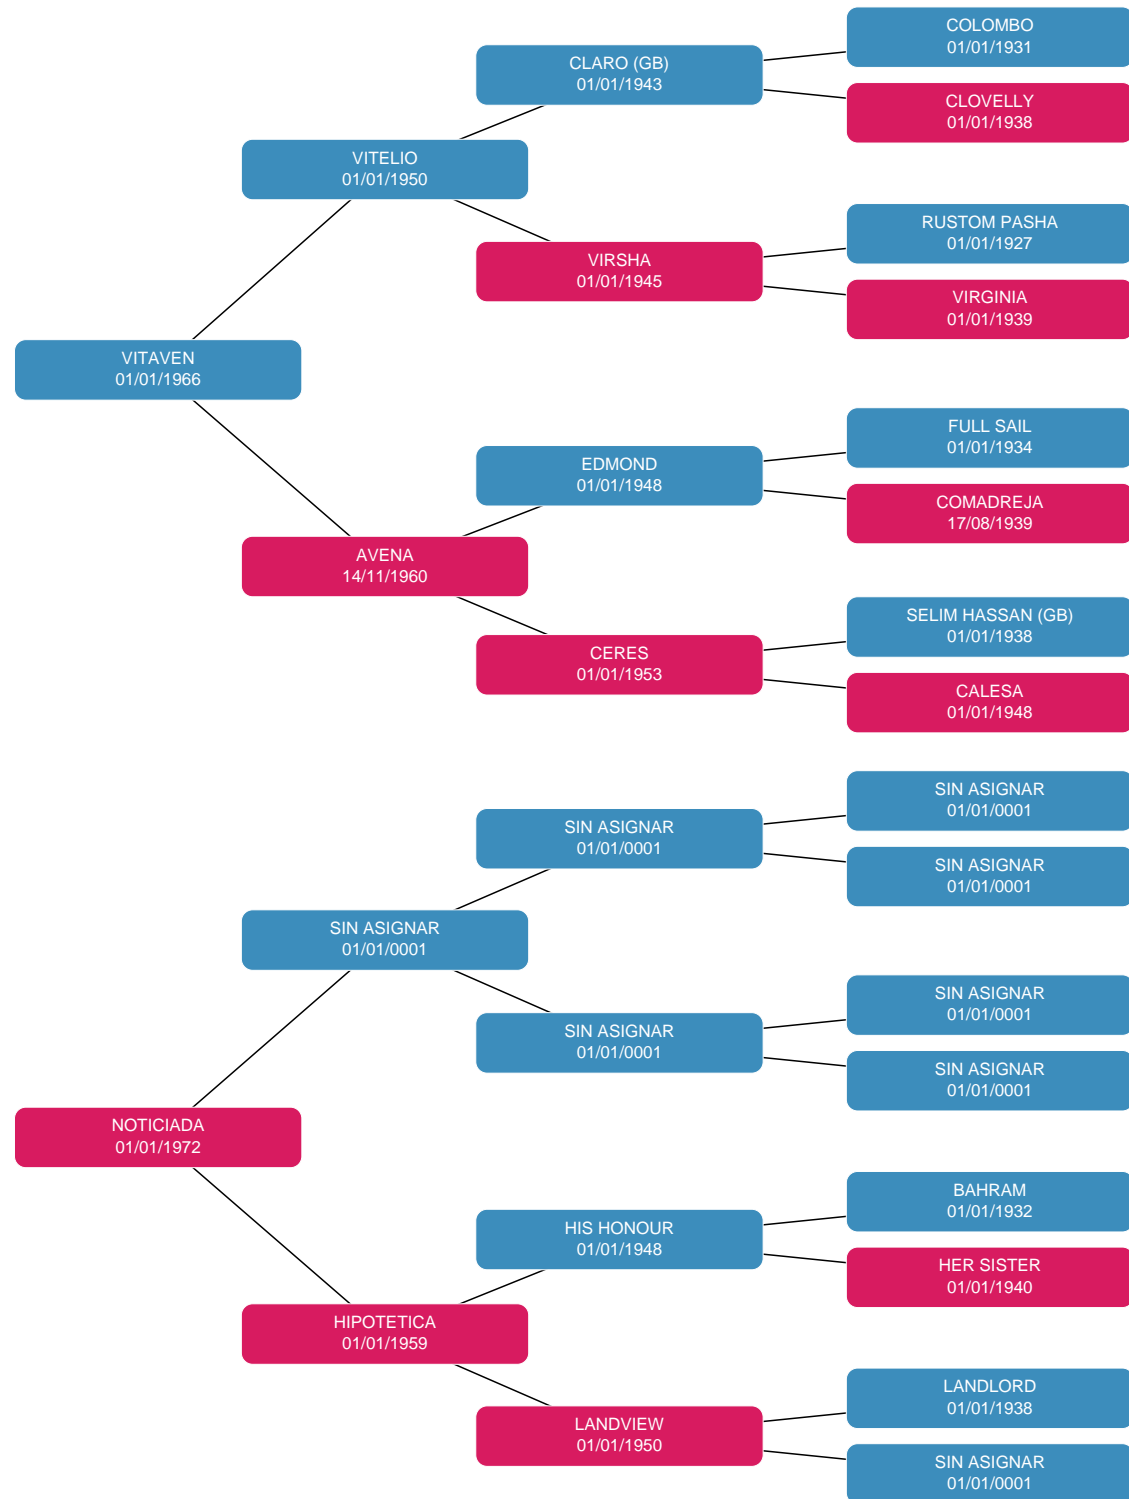 COLOMBO
01/01/1931
CLARO (GB)
01/01/1943
CLOVELLY
01/01/1938
VITELIO
01/01/1950
RUSTOM PASHA
01/01/1927
VIRSHA
01/01/1945
VIRGINIA
01/01/1939
VITAVEN
01/01/1966
FULL SAIL
01/01/1934
EDMOND
01/01/1948
COMADREJA
17/08/1939
AVENA
14/11/1960
SELIM HASSAN (GB)
01/01/1938
CERES
01/01/1953
CALESA
01/01/1948
SIN ASIGNAR
01/01/0001
SIN ASIGNAR
01/01/0001
SIN ASIGNAR
01/01/0001
SIN ASIGNAR
01/01/0001
SIN ASIGNAR
01/01/0001
SIN ASIGNAR
01/01/0001
SIN ASIGNAR
01/01/0001
NOTICIADA
01/01/1972
BAHRAM
01/01/1932
HIS HONOUR
01/01/1948
HER SISTER
01/01/1940
HIPOTETICA
01/01/1959
LANDLORD
01/01/1938
LANDVIEW
01/01/1950
SIN ASIGNAR
01/01/0001